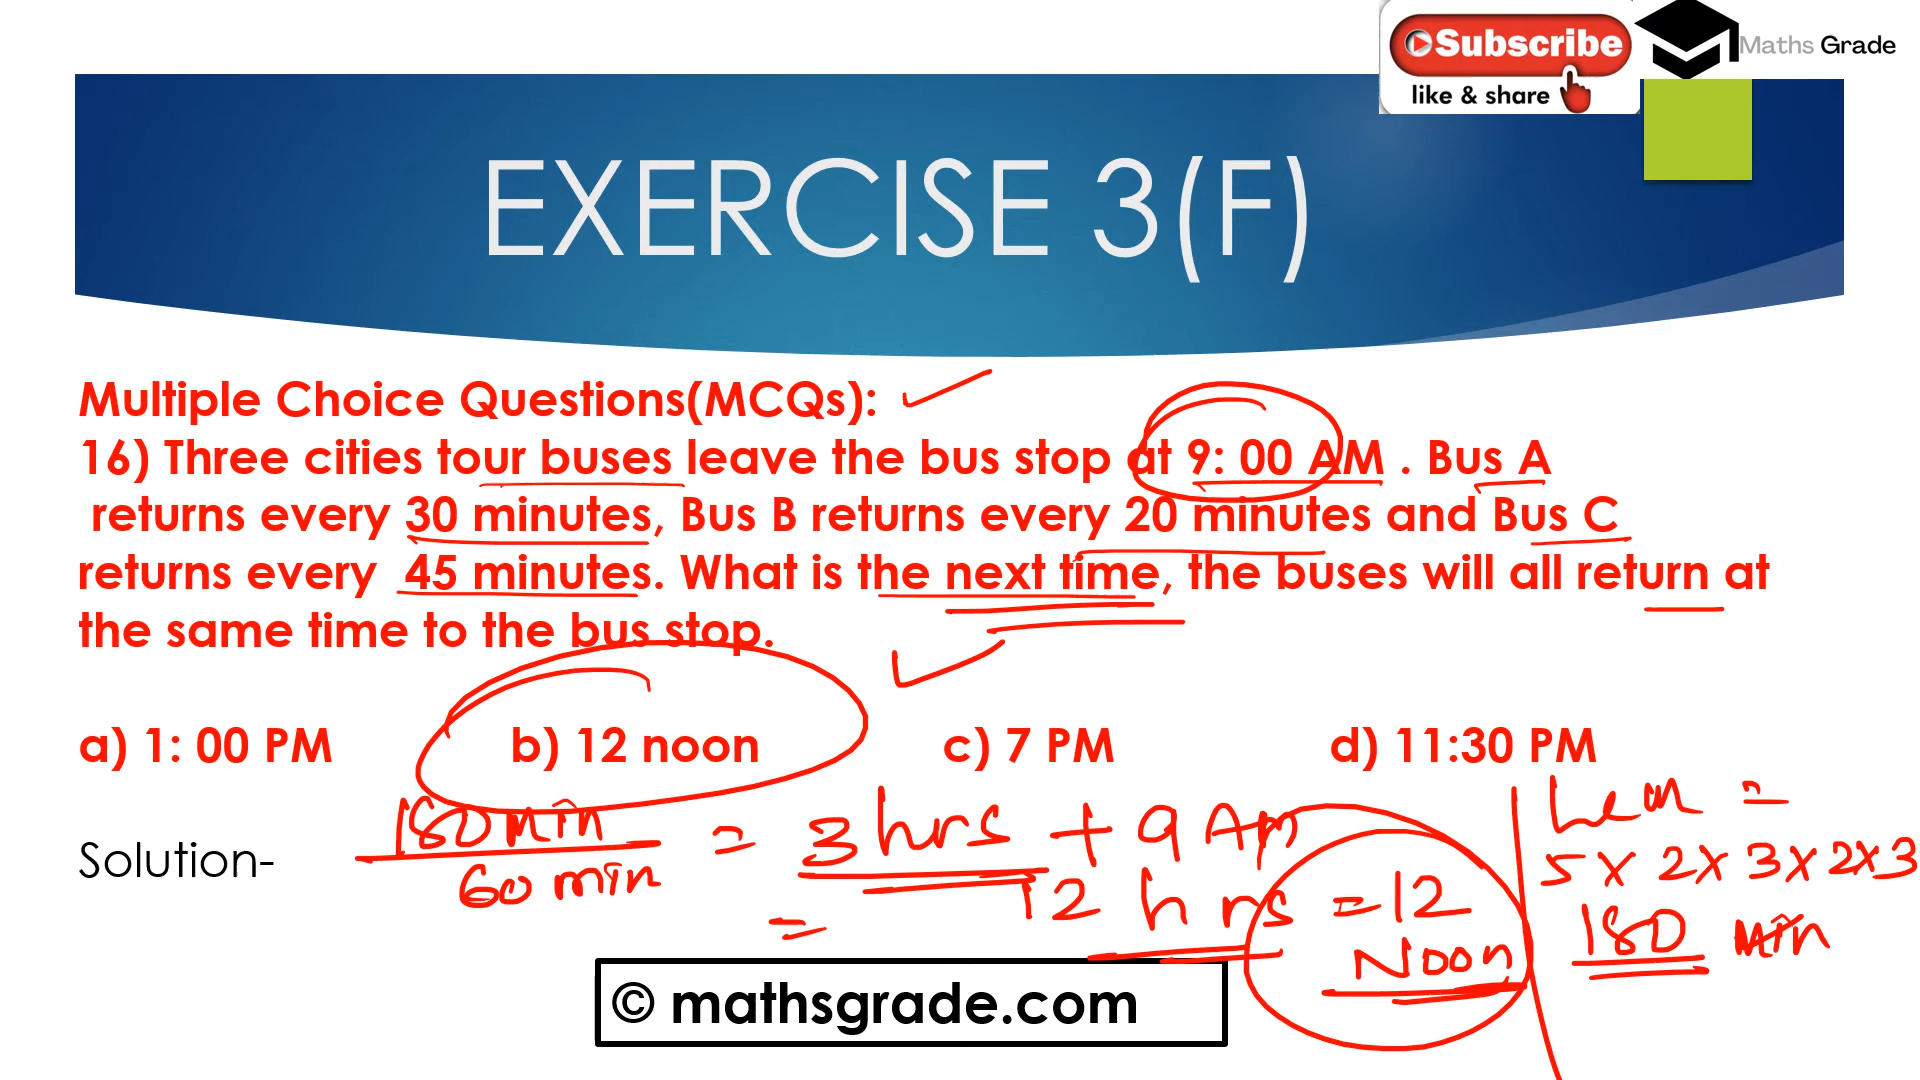 Subscribe
like & share
Maths Grade
EXERCISE 3(F)
Multiple Choice Questions(MCQs):
16) Three cities tour buses leave the bus stop at 9: 00 AM . Bus A
returns every 30 minutes, Bus B returns every 20 minutes and Bus C
returns every 45 minutes. What is the next time, the buses will all return at
the same time to the bus stop.
a) 1: 00 PM b) 12 noon c) 7 PM d) 11:30 PM
Solution-
180 min = 3 hrs + 9 Am
60 min
= 12 hrs = 12
Noon
Lcm =
5 x 2 x 3 x 2 x 3
180 min
© mathsgrade.com